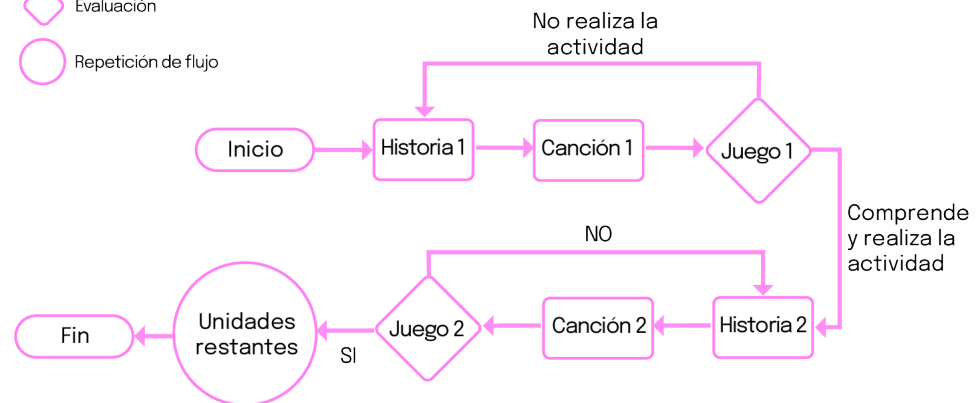 Evaluación
Repetición de flujo
No realiza la
actividad
Inicio
Historia 1
Canción 1
Juego 1
Comprende
y realiza la
actividad
NO
Fin
Unidades
restantes
SI
Juego 2
Canción 2
Historia 2